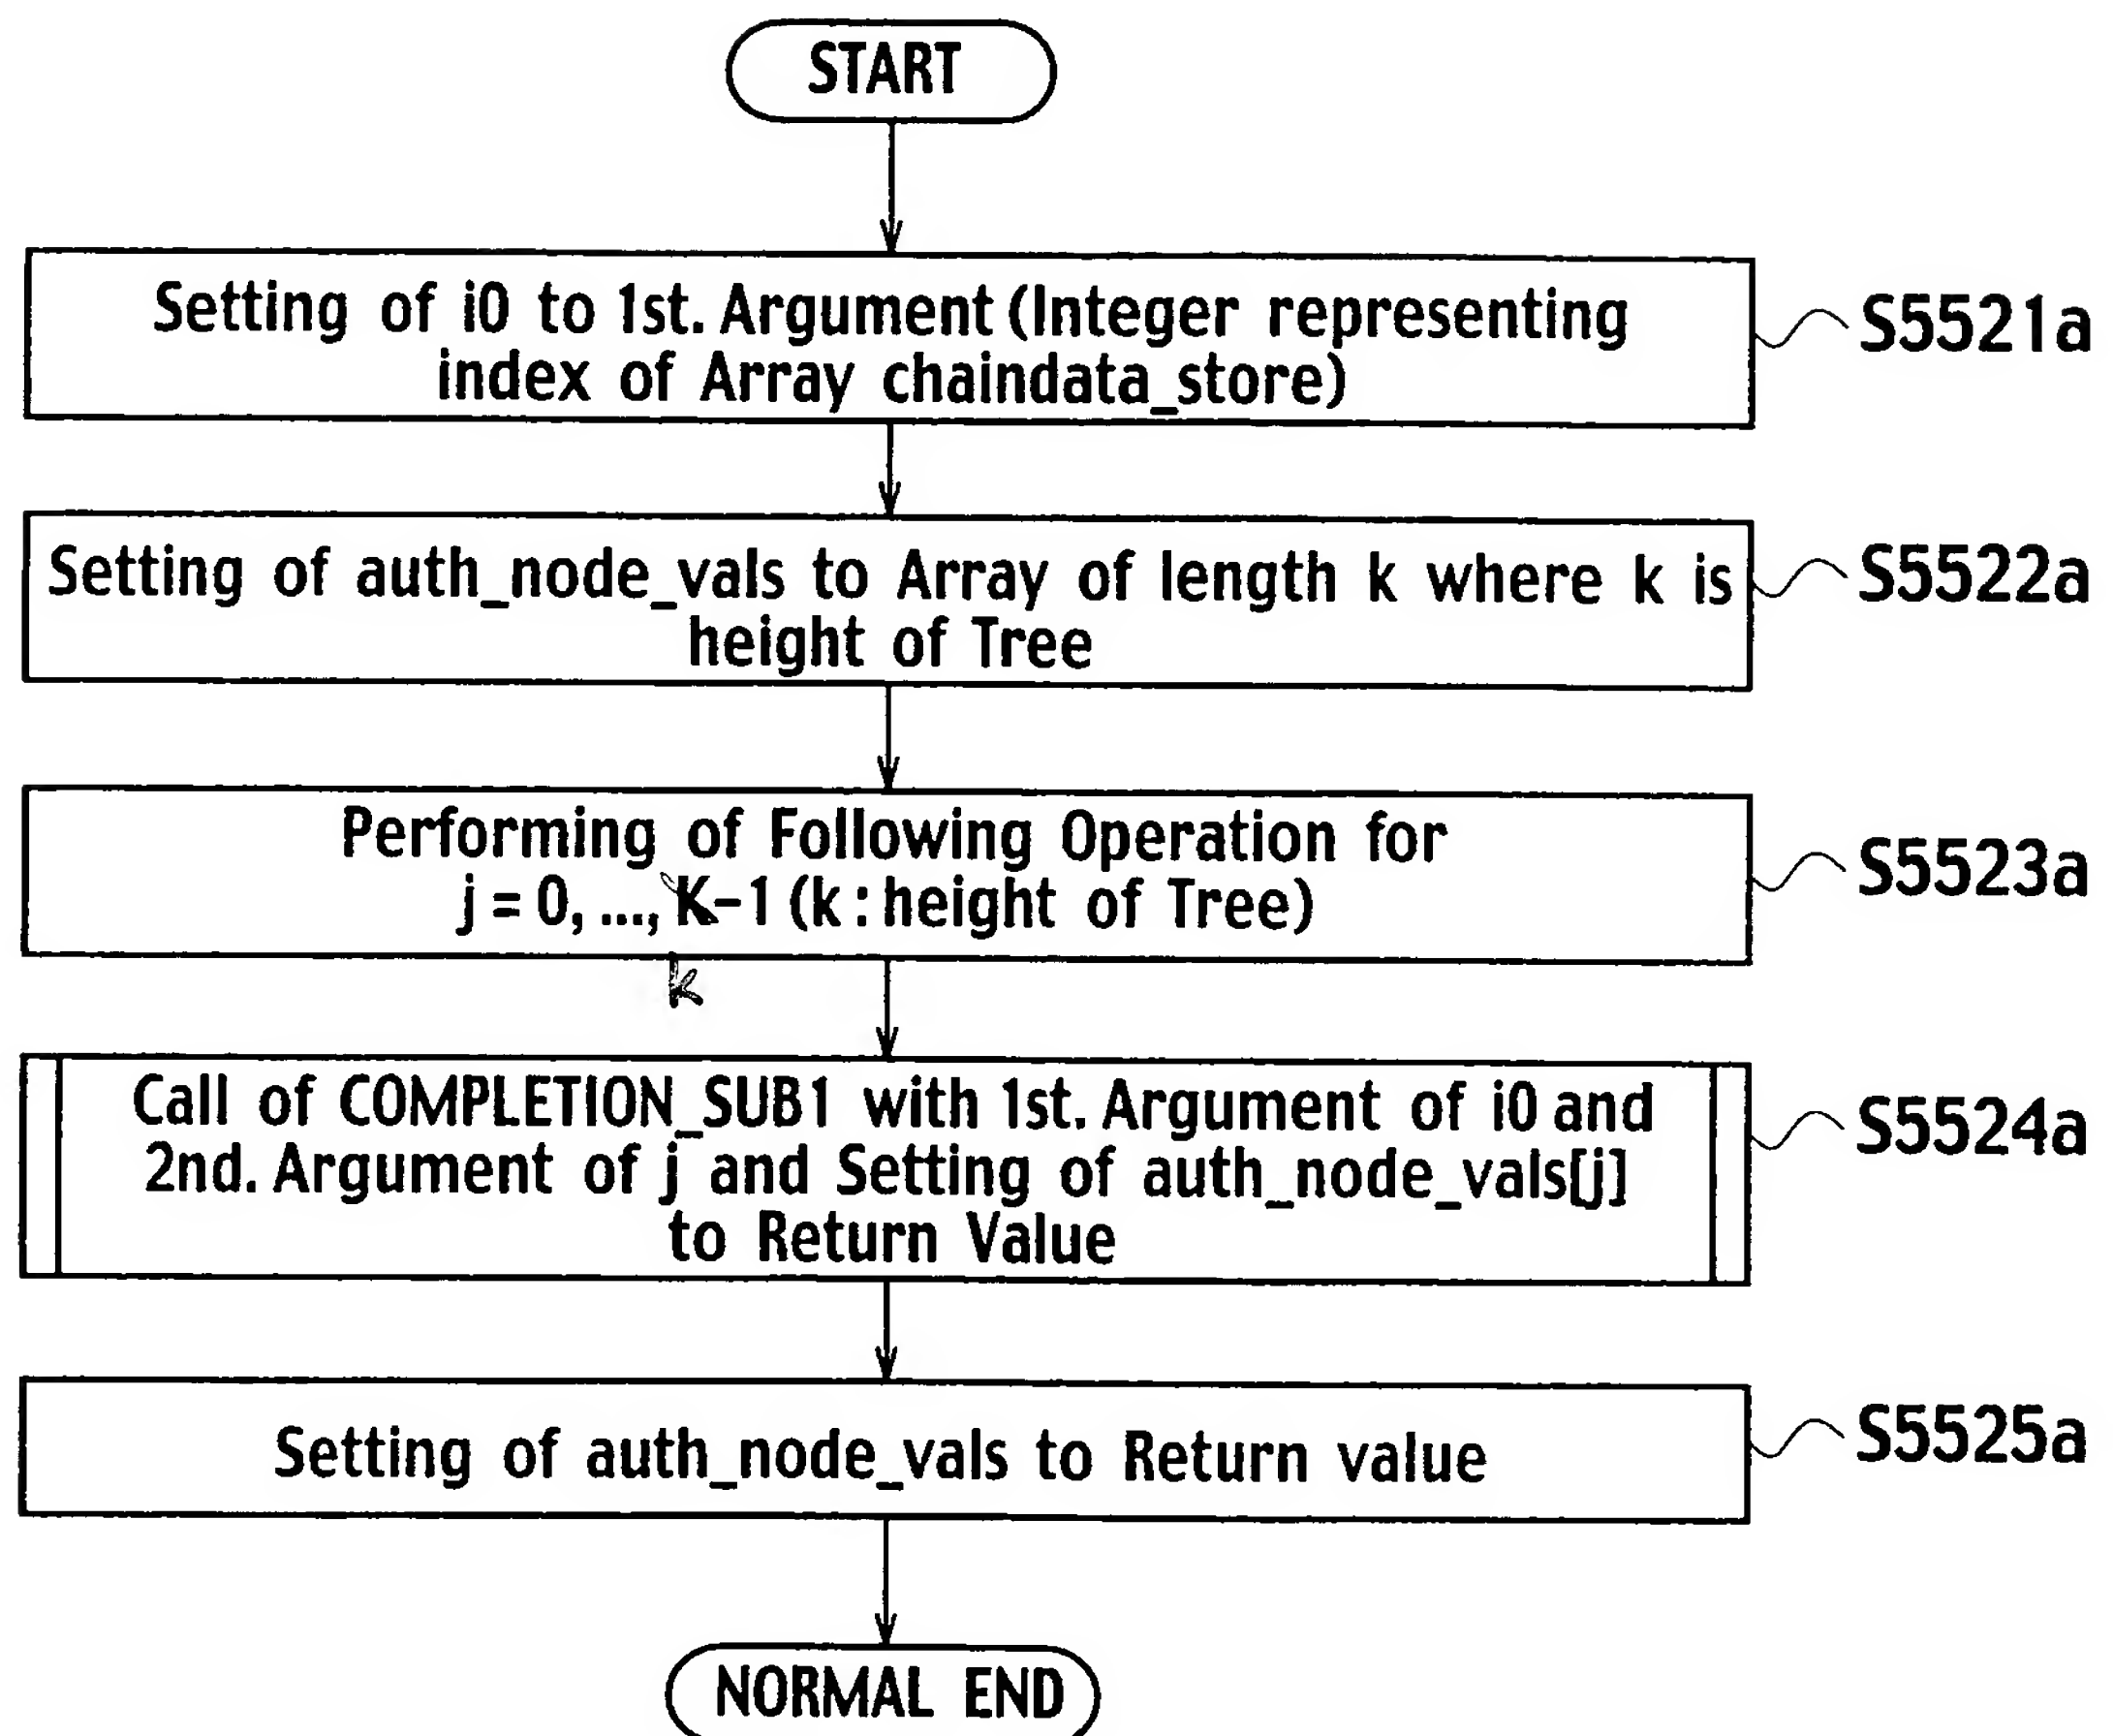 START
Setting of i0 to 1st. Argument (Integer representing
index of Array chaindata_store)
S5521a
Setting of auth_node_vals to Array of length k where k is
height of Tree
S5522a
Performing of Following Operation for
j = 0, ..., K-1 (k : height of Tree)
S5523a
k
Call of COMPLETION_SUB1 with 1st. Argument of i0 and
2nd. Argument of j and Setting of auth_node_vals[j]
to Return Value
S5524a
Setting of auth_node_vals to Return value
S5525a
NORMAL END